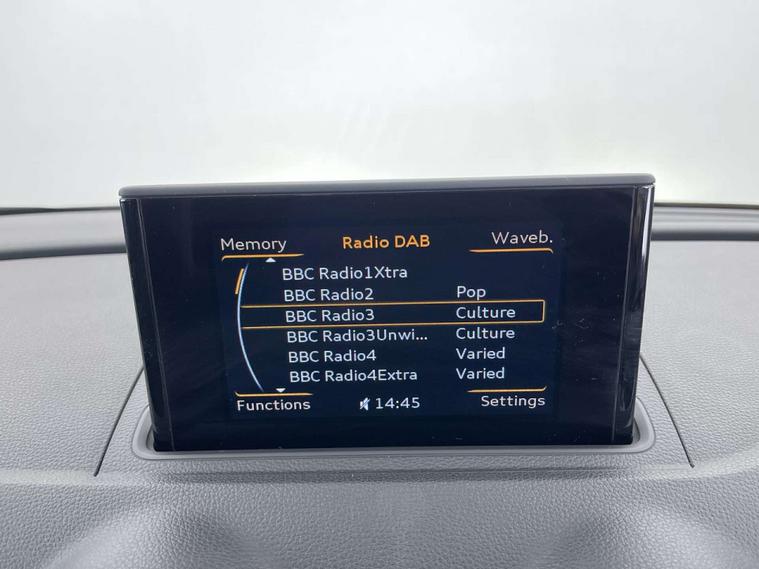 Memory Radio DAB Waveb.
BBC Radio1Xtra
BBC Radio2 Pop
BBC Radio3 Culture
BBC Radio3Unwi... Culture
BBC Radio4 Varied
BBC Radio4Extra Varied
Functions 14:45 Settings